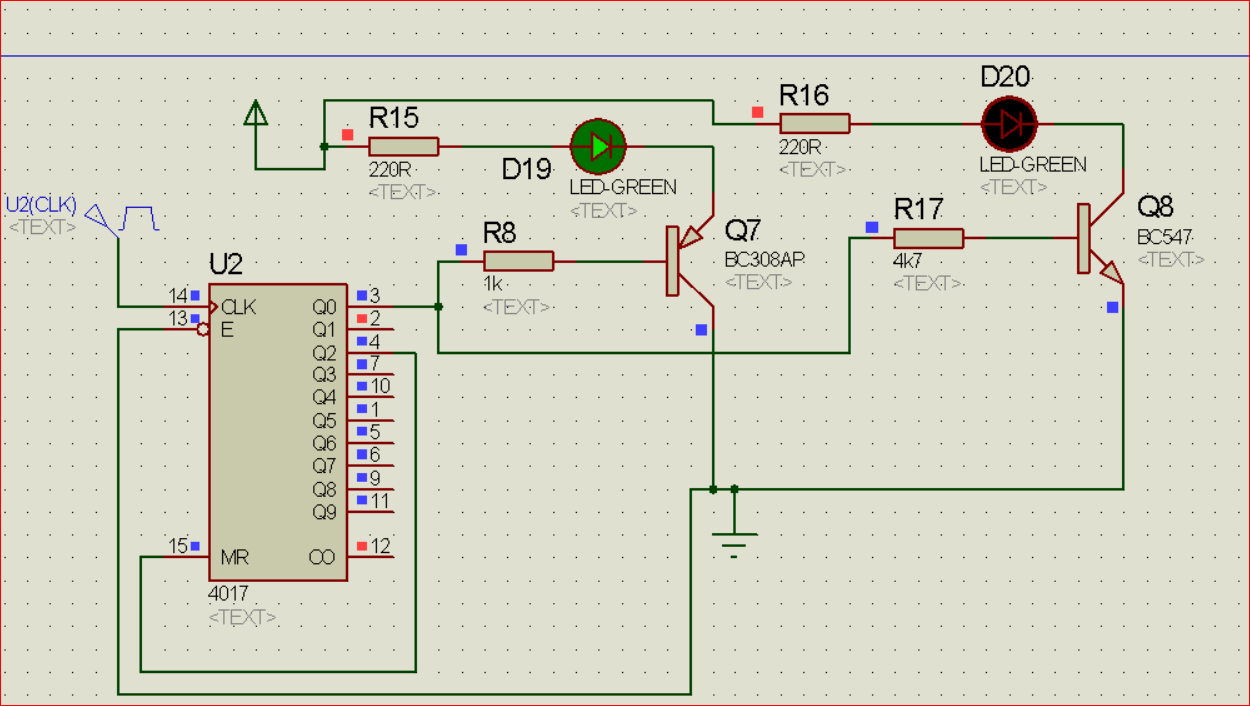 D20
R16
R15
220R
<TEXT>
D19
LED-GREEN
<TEXT>
220R
<TEXT>
LED-GREEN
<TEXT>
U2(CLK)
<TEXT>
R8
1k
<TEXT>
Q7
BC308AP
<TEXT>
R17
4k7
<TEXT>
Q8
BC547
<TEXT>
U2
14 CLK Q0 3
13 E Q1 2
Q2 4
Q3 7
Q4 10
Q5 1
Q6 5
Q7 6
Q8 9
Q9 11
15 MR CO 12
4017
<TEXT>